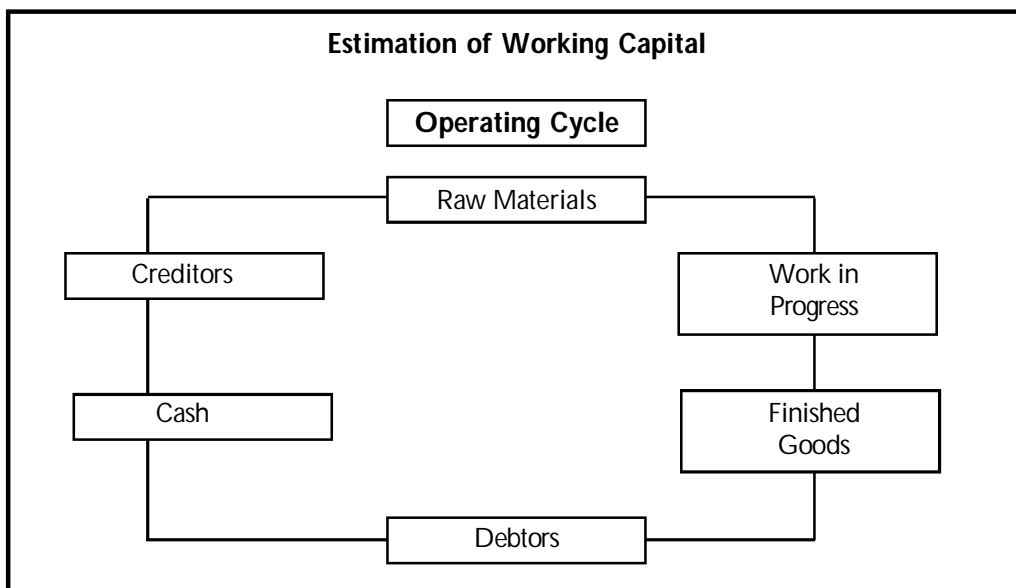 Estimation of Working Capital
Operating Cycle
Raw Materials
Creditors
Work in
Progress
Cash
Finished
Goods
Debtors